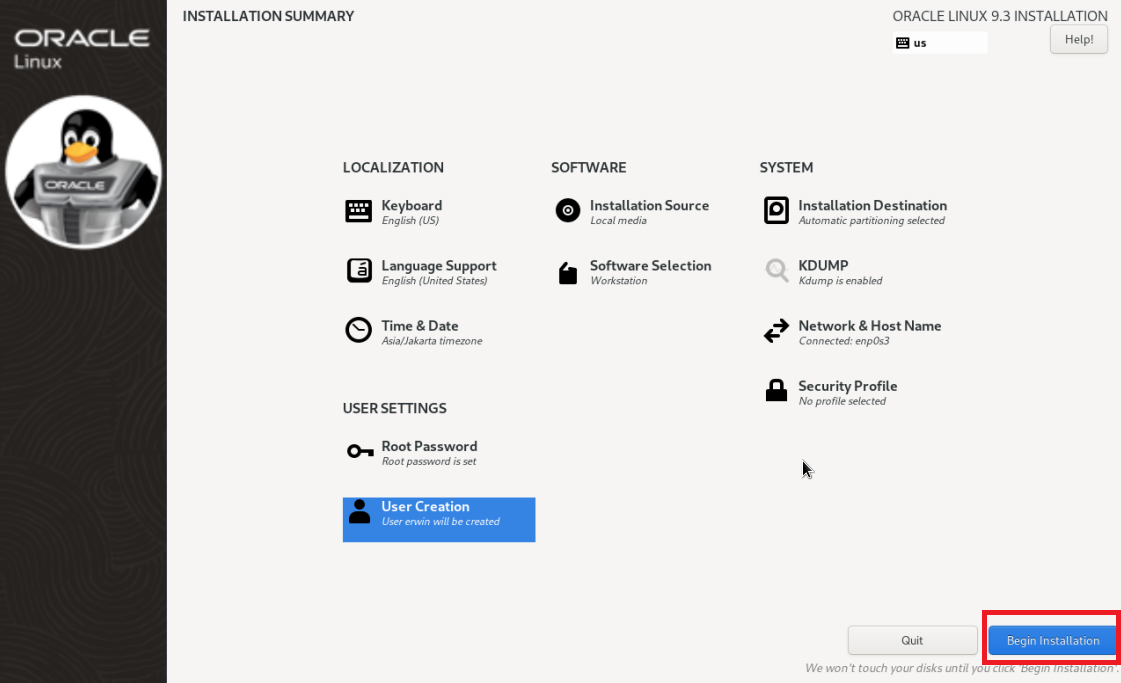 ORACLE
Linux
ORACLE
INSTALLATION SUMMARY
ORACLE LINUX 9.3 INSTALLATION
us
Help!
LOCALIZATION
Keyboard
English (US)
Language Support
English (United States)
Time & Date
Asia/Jakarta timezone
SOFTWARE
Installation Source
Local media
Software Selection
Workstation
SYSTEM
Installation Destination
Automatic partitioning selected
KDUMP
Kdump is enabled
Network & Host Name
Connected: enp0s3
Security Profile
No profile selected
USER SETTINGS
Root Password
Root password is set
User Creation
User erwin will be created
Quit
Begin Installation
We won't touch your disks until you click 'Begin Installation'.